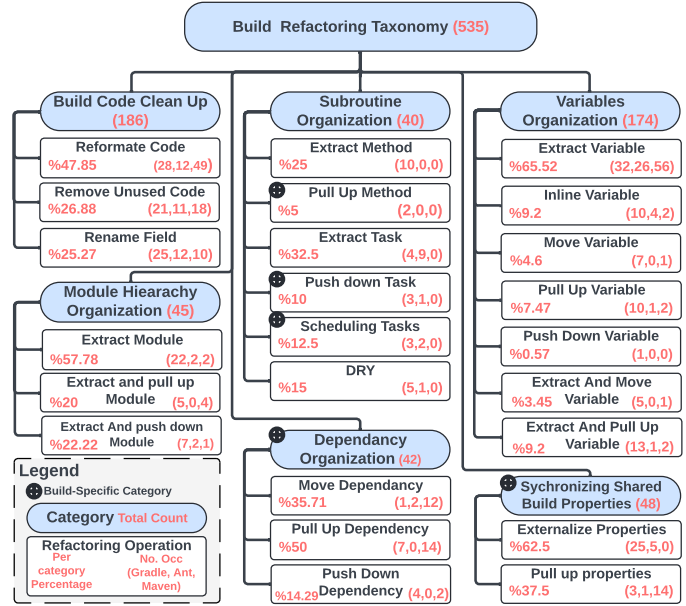 Build Refactoring Taxonomy (535)
Build Code Clean Up
(186)
Reformate Code
%47.85 (28,12,49)
Remove Unused Code
%26.88 (21,11,18)
Rename Field
%25.27 (25,12,10)
Module Hiearachy
Organization (45)
Extract Module
%57.78 (22,2,2)
Extract and pull up
%20 Module (5,0,4)
Extract And push down
%22.22 Module (7,2,1)
Subroutine
Organization (40)
Extract Method
%25 (10,0,0)
Pull Up Method
%5 (2,0,0)
Extract Task
%32.5 (4,9,0)
Push down Task
%10 (3,1,0)
Scheduling Tasks
%12.5 (3,2,0)
DRY
%15 (5,1,0)
Dependancy
Organization (42)
Move Dependancy
%35.71 (1,2,12)
Pull Up Dependency
%50 (7,0,14)
Push Down
%14.29 Dependency (4,0,2)
Variables
Organization (174)
Extract Variable
%65.52 (32,26,56)
Inline Variable
%9.2 (10,4,2)
Move Variable
%4.6 (7,0,1)
Pull Up Variable
%7.47 (10,1,2)
Push Down Variable
%0.57 (1,0,0)
Extract And Move
%3.45 Variable (5,0,1)
Extract And Pull Up
%9.2 Variable (13,1,2)
Sychronizing Shared
Build Properties (48)
Externalize Properties
%62.5 (25,5,0)
Pull up properties
%37.5 (3,1,14)
Legend
Build-Specific Category
Category Total Count
Refactoring Operation
Per
category
Percentage
No. Occ
(Gradle, Ant,
Maven)